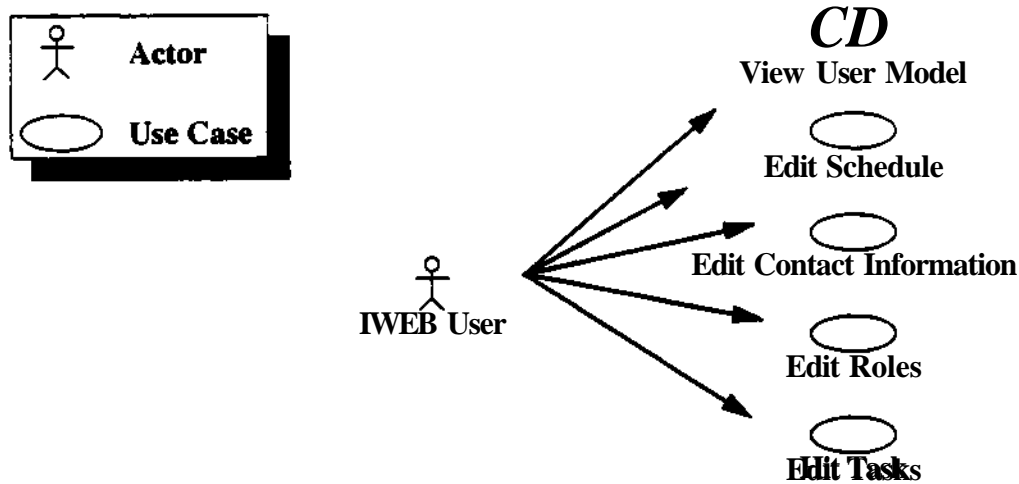 Actor
Use Case
CD
View User Model
Edit Schedule
Edit Contact Information
IWEB User
Edit Roles
Edit Tasks